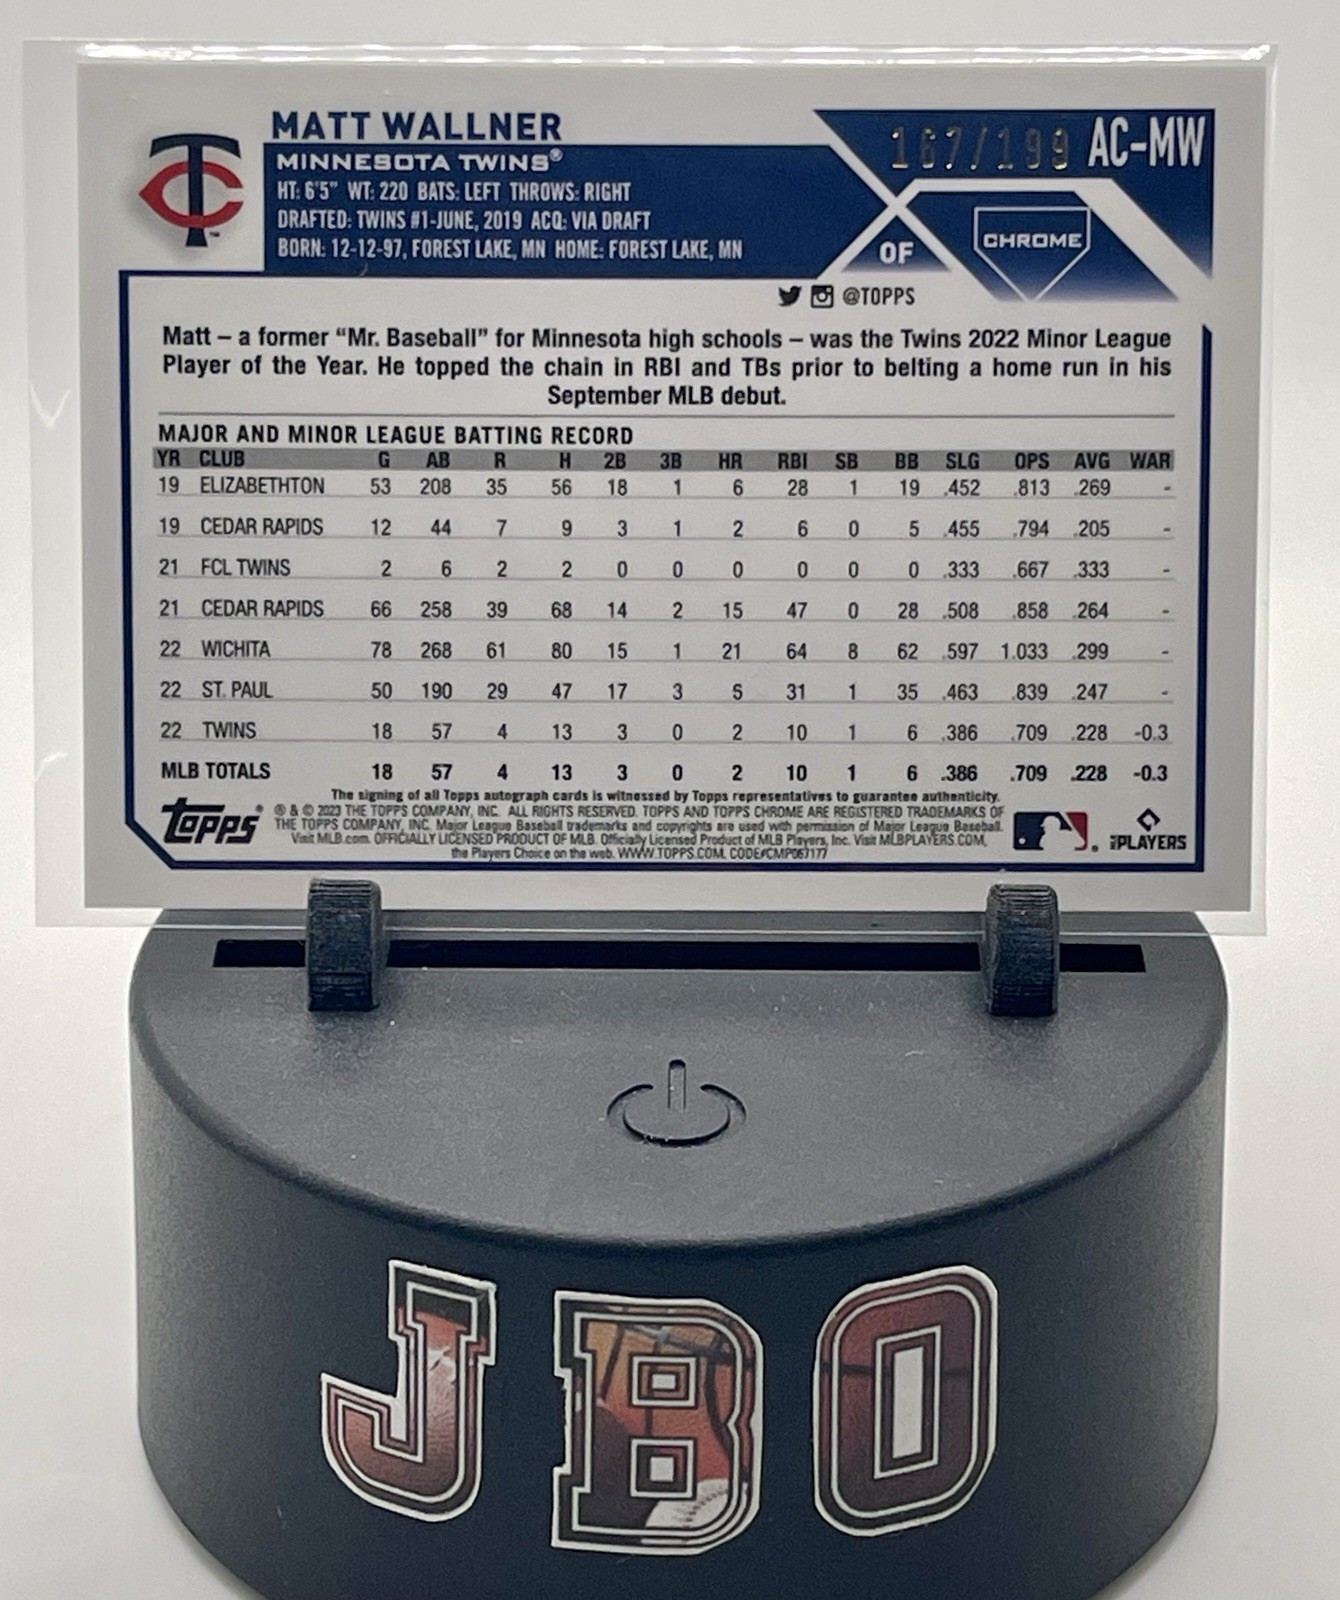 MATT WALLNER
MINNESOTA TWINS®
HT: 6'5" WT: 220 BATS: LEFT THROWS: RIGHT
DRAFTED: TWINS #1-JUNE, 2019 ACQ: VIA DRAFT
BORN: 12-12-97, FOREST LAKE, MN HOME: FOREST LAKE, MN
TC
™
167/199 AC-MW
OF
CHROME
@TOPPS
Matt – a former “Mr. Baseball” for Minnesota high schools – was the Twins 2022 Minor League
Player of the Year. He topped the chain in RBI and TBs prior to belting a home run in his
September MLB debut.
MAJOR AND MINOR LEAGUE BATTING RECORD
YR CLUB G AB R H 2B 3B HR RBI SB BB SLG OPS AVG WAR
19 ELIZABETHTON 53 208 35 56 18 1 6 28 1 19 .452 .813 .269 -
19 CEDAR RAPIDS 12 44 7 9 3 1 2 6 0 5 .455 .794 .205 -
21 FCL TWINS 2 6 2 2 0 0 0 0 0 0 .333 .667 .333 -
21 CEDAR RAPIDS 66 258 39 68 14 2 15 47 0 28 .508 .858 .264 -
22 WICHITA 78 268 61 80 15 1 21 64 8 62 .597 1.033 .299 -
22 ST. PAUL 50 190 29 47 17 3 5 31 1 35 .463 .839 .247 -
22 TWINS 18 57 4 13 3 0 2 10 1 6 .386 .709 .228 -0.3
MLB TOTALS 18 57 4 13 3 0 2 10 1 6 .386 .709 .228 -0.3
The signing of all Topps autograph cards is witnessed by Topps representatives to guarantee authenticity.
® & © 2023 THE TOPPS COMPANY, INC. ALL RIGHTS RESERVED. TOPPS AND TOPPS CHROME ARE REGISTERED TRADEMARKS OF
THE TOPPS COMPANY, INC. Major League Baseball trademarks and copyrights are used with permission of Major League Baseball.
Visit MLB.com. OFFICIALLY LICENSED PRODUCT OF MLB. Officially Licensed Product of MLB Players, Inc. Visit MLBPLAYERS.COM,
the Players Choice on the web. WWW.TOPPS.COM. CODE#CMP067177
Topps®
MLB PLAYERS
JBO